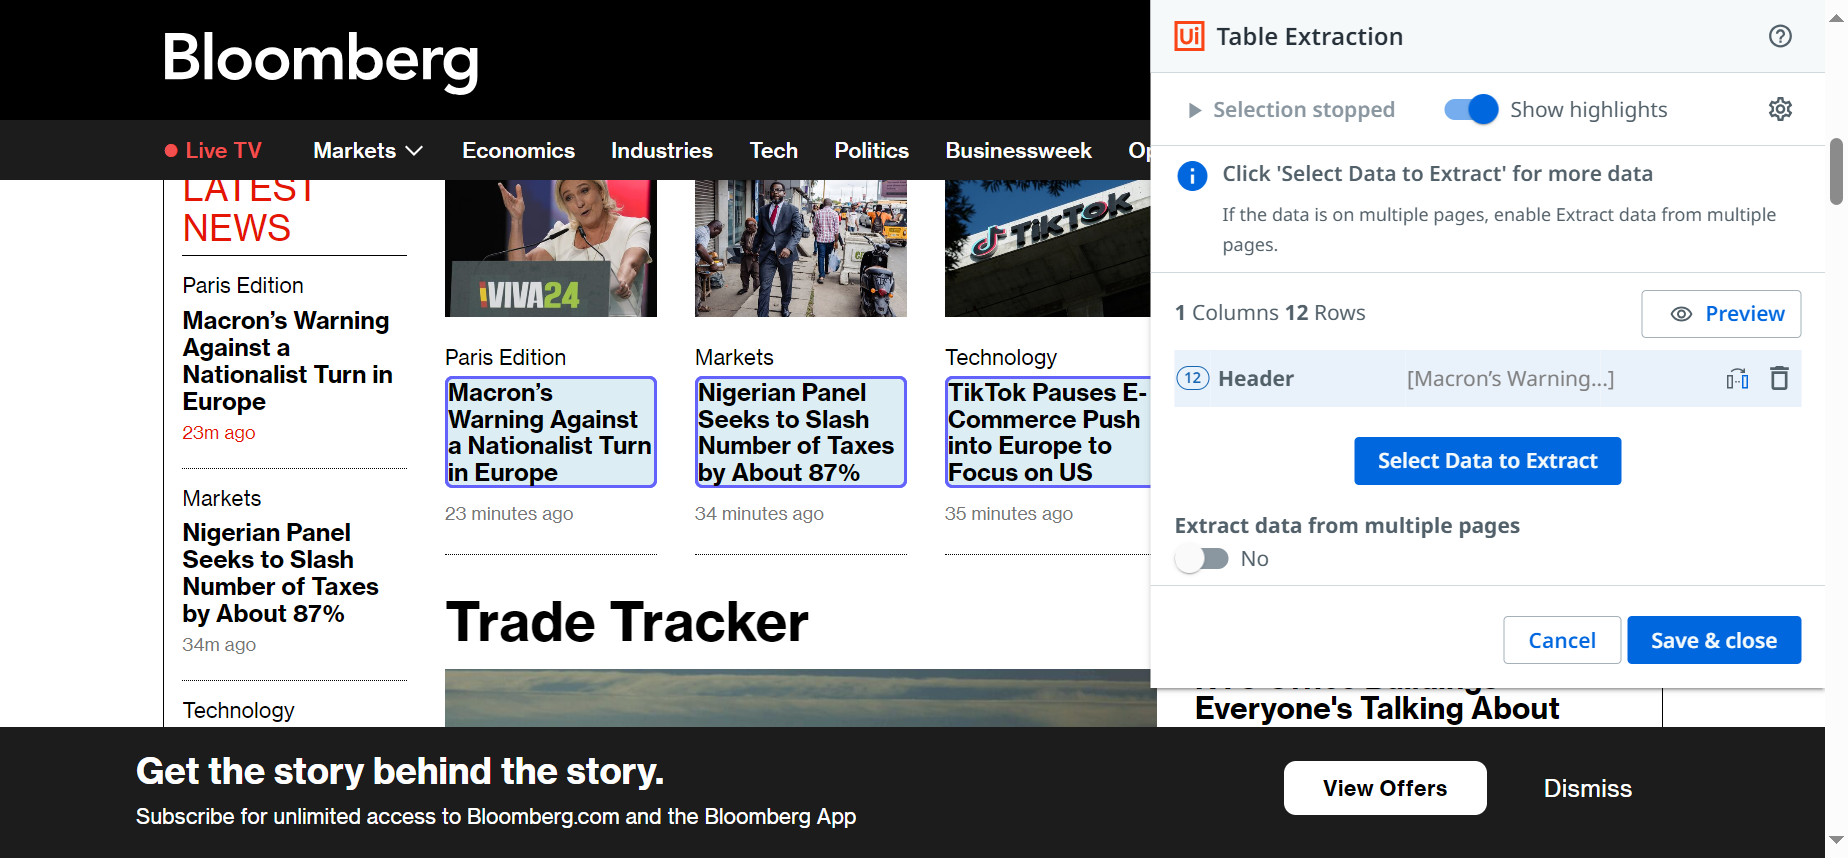 Bloomberg
Live TV
Markets
Economics
Industries
Tech
Politics
Businessweek
LATEST
NEWS
Paris Edition
Macron’s Warning
Against a
Nationalist Turn in
Europe
23m ago
Markets
Nigerian Panel
Seeks to Slash
Number of Taxes
by About 87%
34m ago
Technology
VIVA24
Paris Edition
Macron’s
Warning Against
a Nationalist Turn
in Europe
23 minutes ago
Markets
Nigerian Panel
Seeks to Slash
Number of Taxes
by About 87%
34 minutes ago
TikTok
Technology
TikTok Pauses E-
Commerce Push
into Europe to
Focus on US
35 minutes ago
Trade Tracker
Everyone's Talking About
Ui Table Extraction
Selection stopped
Show highlights
Click 'Select Data to Extract' for more data
If the data is on multiple pages, enable Extract data from multiple
pages.
1 Columns 12 Rows
Preview
12 Header [Macron’s Warning...]
Select Data to Extract
Extract data from multiple pages
No
Cancel
Save & close
Get the story behind the story.
Subscribe for unlimited access to Bloomberg.com and the Bloomberg App
View Offers
Dismiss